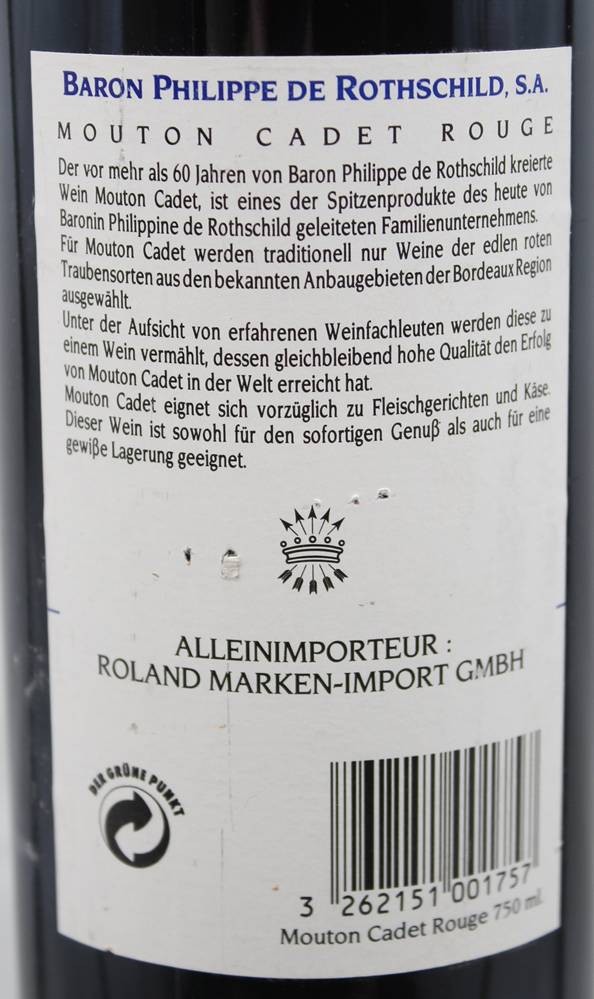 BARON PHILIPPE DE ROTHSCHILD, S.A.
MOUTON CADET ROUGE
Der vor mehr als 60 Jahren von Baron Philippe de Rothschild kreierte
Wein Mouton Cadet, ist eines der Spitzenprodukte des heute von
Baronin Philippine de Rothschild geleiteten Familienunternehmens.
Für Mouton Cadet werden traditionell nur Weine der edlen roten
Traubensorten aus den bekannten Anbaugebieten der Bordeaux Region
ausgewählt.
Unter der Aufsicht von erfahrenen Weinfachleuten werden diese zu
einem Wein vermählt, dessen gleichbleibend hohe Qualität den Erfolg
von Mouton Cadet in der Welt erreicht hat.
Mouton Cadet eignet sich vorzüglich zu Fleischgerichten und Käse.
Dieser Wein ist sowohl für den sofortigen Genuß als auch für eine
gewiße Lagerung geeignet.
ALLEINIMPORTEUR :
ROLAND MARKEN-IMPORT GMBH
DER GRÜNE PUNKT
3 262151 001757
Mouton Cadet Rouge 750 ml